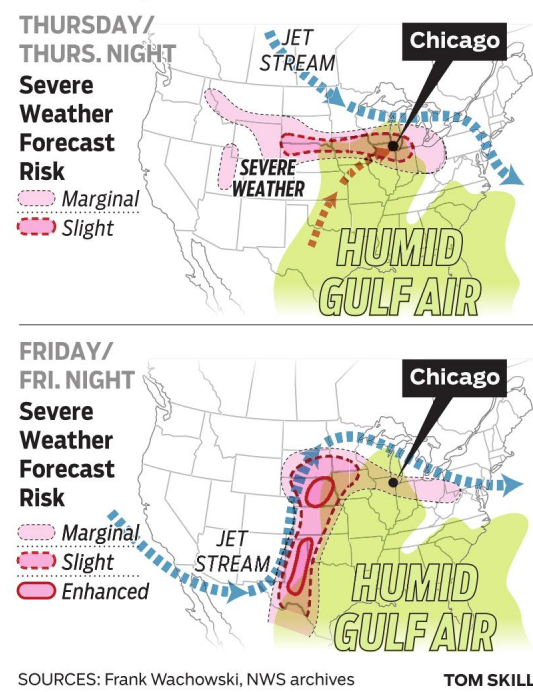 THURSDAY/
THURS. NIGHT
Severe
Weather
Forecast
Risk
Marginal
Slight
JET
STREAM
Chicago
SEVERE
WEATHER
HUMID
GULF AIR
FRIDAY/
FRI. NIGHT
Severe
Weather
Forecast
Risk
Marginal
Slight
Enhanced
Chicago
JET
STREAM
HUMID
GULF AIR
SOURCES: Frank Wachowski, NWS archives
TOM SKILL